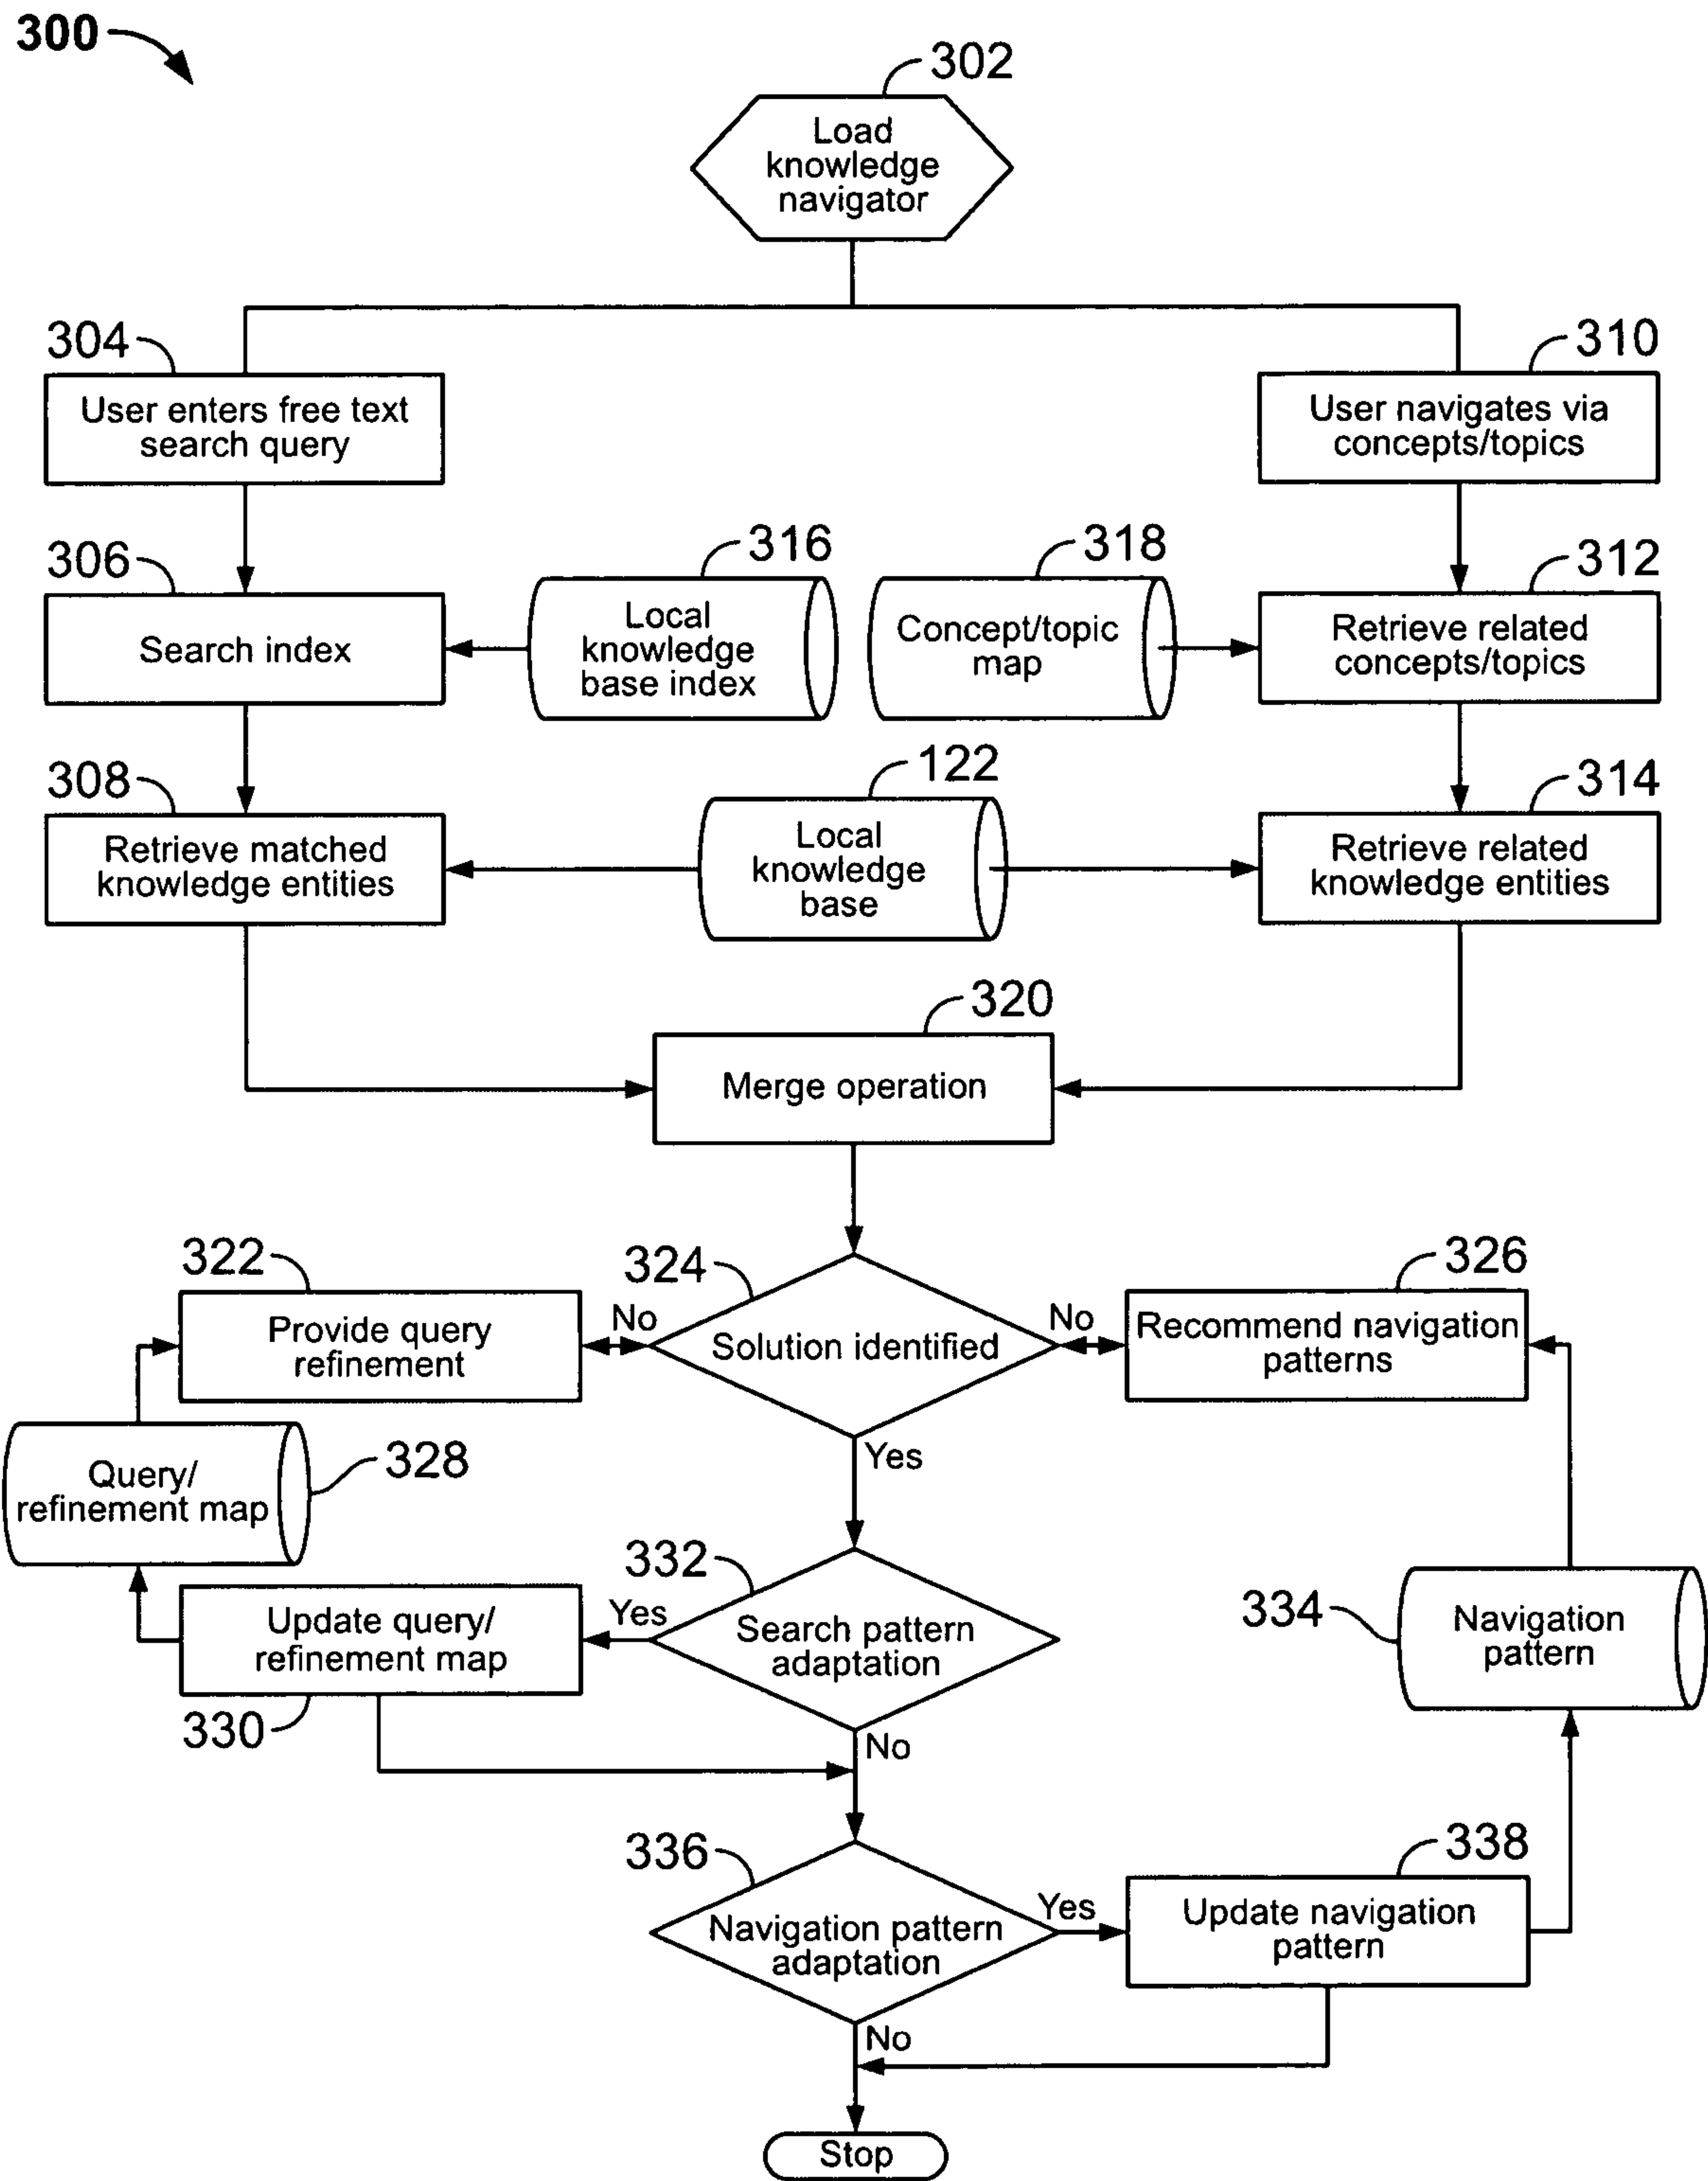 300
302
Load
knowledge
navigator
304
310
User enters free text
search query
User navigates via
concepts/topics
306
316
318
312
Search index
Local
knowledge
base index
Concept/topic
map
Retrieve related
concepts/topics
308
122
314
Retrieve matched
knowledge entities
Local
knowledge
base
Retrieve related
knowledge entities
320
Merge operation
322
324
326
Provide query
refinement
No
Solution identified
No
Recommend navigation
patterns
Yes
Query/
refinement map
328
332
334
Update query/
refinement map
Yes
Search pattern
adaptation
Navigation
pattern
330
No
336
338
Navigation pattern
adaptation
Yes
Update navigation
pattern
No
Stop